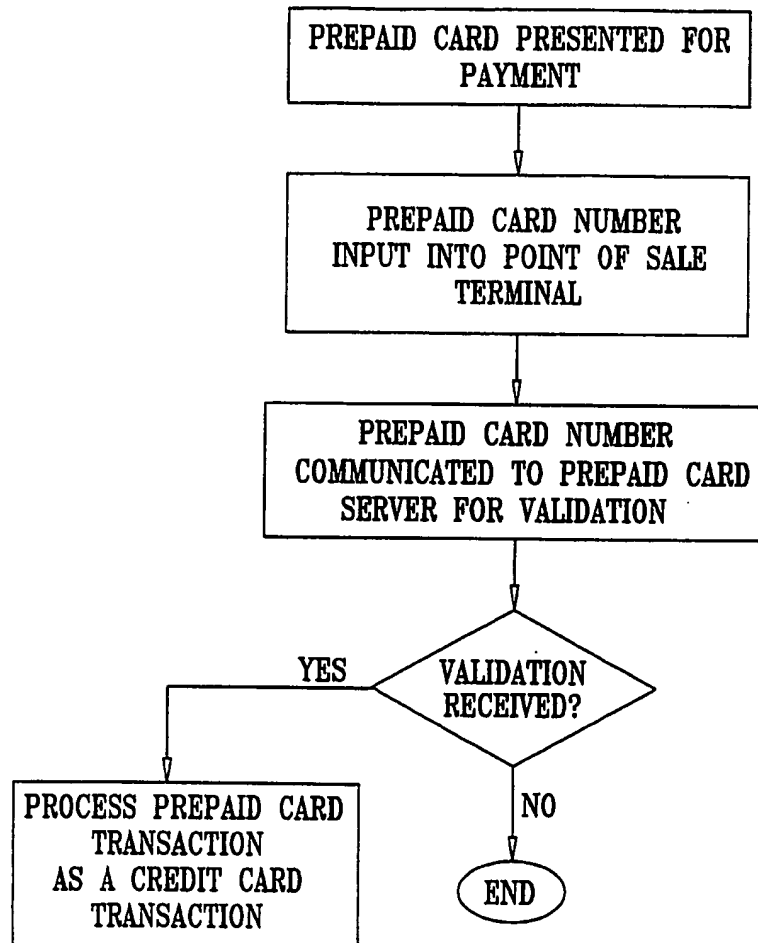 PREPAID CARD PRESENTED FOR
PAYMENT
PREPAID CARD NUMBER
INPUT INTO POINT OF SALE
TERMINAL
PREPAID CARD NUMBER
COMMUNICATED TO PREPAID CARD
SERVER FOR VALIDATION
VALIDATION
RECEIVED?
YES
NO
PROCESS PREPAID CARD
TRANSACTION
AS A CREDIT CARD
TRANSACTION
END